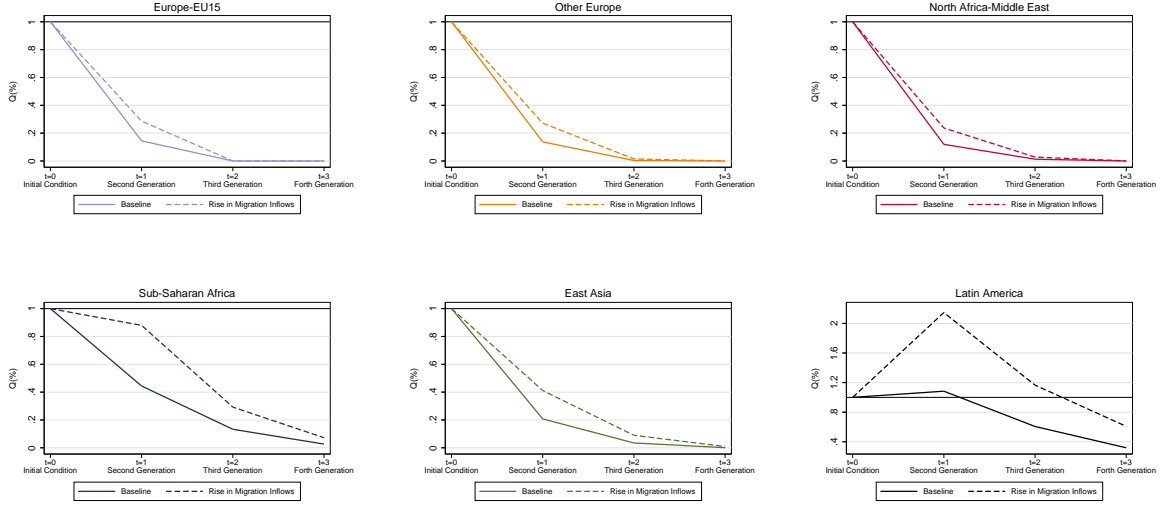 Europe-EU15
Q(%)
1
.8
.6
.4
.2
0
t=0 t=1 t=2 t=3
Initial Condition Second Generation Third Generation Forth Generation
Baseline Rise in Migration Inflows
Other Europe
Q(%)
1
.8
.6
.4
.2
0
t=0 t=1 t=2 t=3
Initial Condition Second Generation Third Generation Forth Generation
Baseline Rise in Migration Inflows
North Africa-Middle East
Q(%)
1
.8
.6
.4
.2
0
t=0 t=1 t=2 t=3
Initial Condition Second Generation Third Generation Forth Generation
Baseline Rise in Migration Inflows
Sub-Saharan Africa
Q(%)
1
.8
.6
.4
.2
0
t=0 t=1 t=2 t=3
Initial Condition Second Generation Third Generation Forth Generation
Baseline Rise in Migration Inflows
East Asia
Q(%)
1
.8
.6
.4
.2
0
t=0 t=1 t=2 t=3
Initial Condition Second Generation Third Generation Forth Generation
Baseline Rise in Migration Inflows
Latin America
Q(%)
2
1.6
1.2
.8
.4
t=0 t=1 t=2 t=3
Initial Condition Second Generation Third Generation Forth Generation
Baseline Rise in Migration Inflows